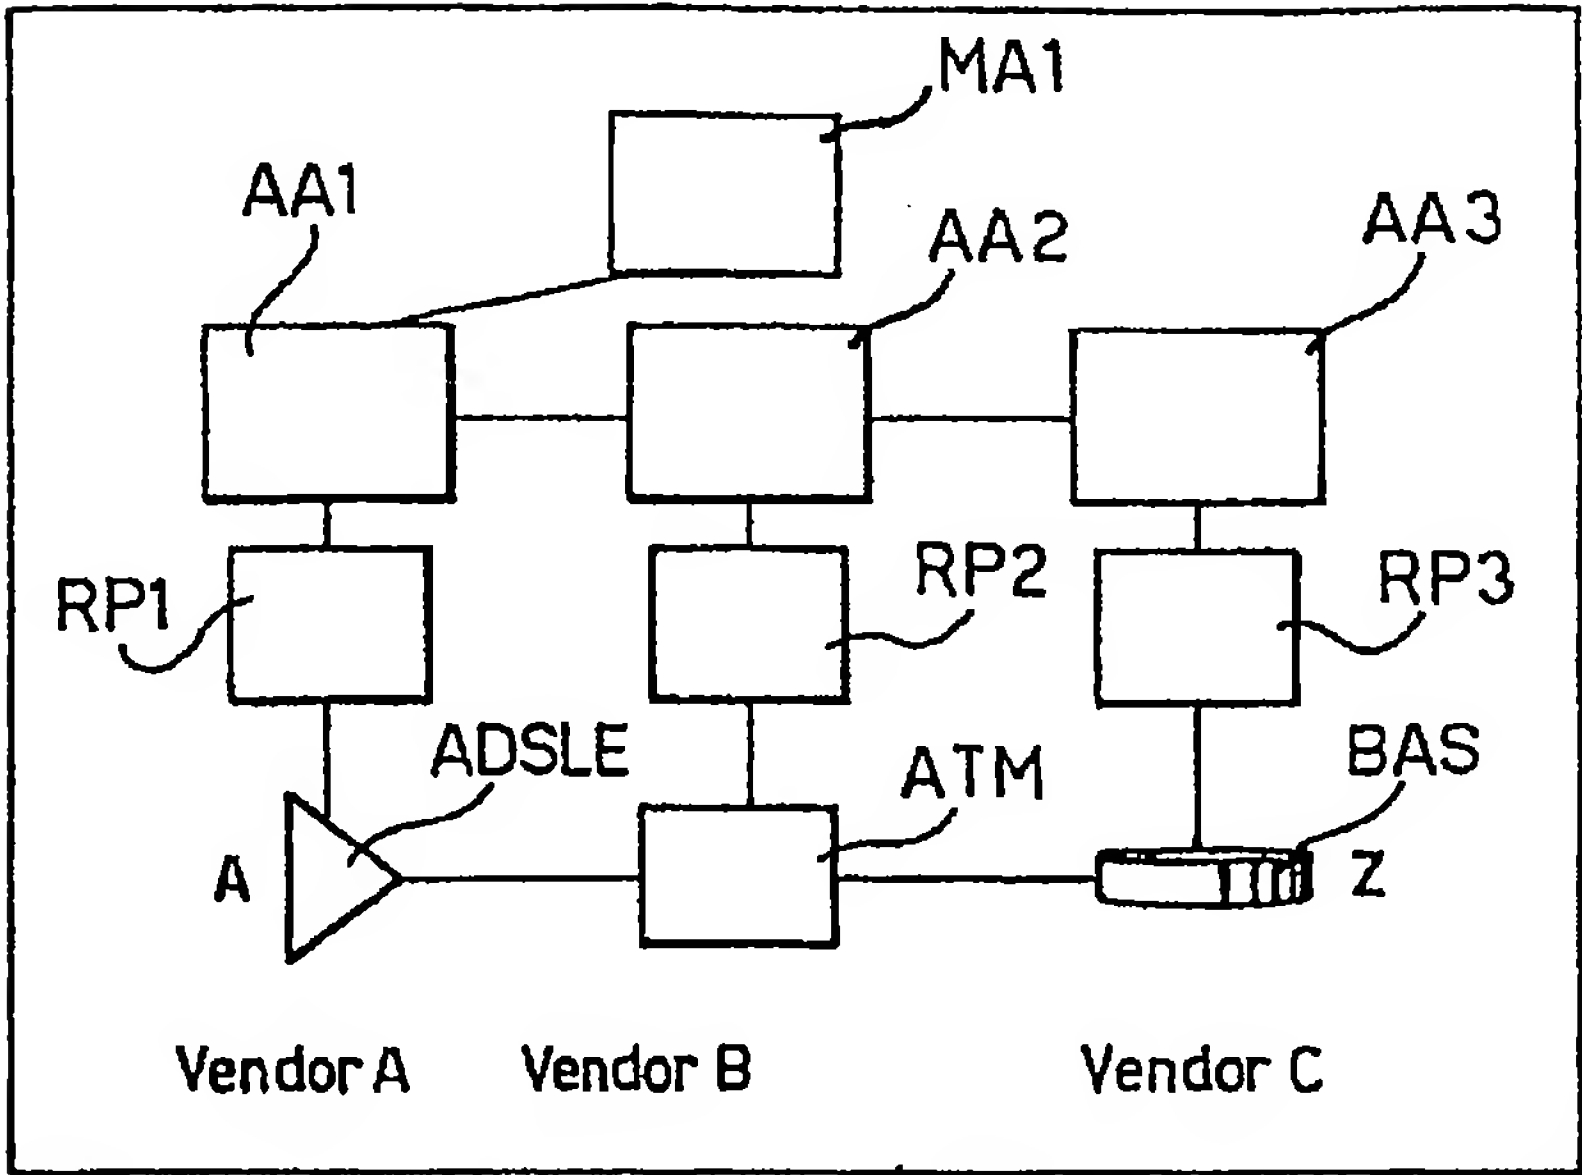 MA1
AA1
AA2
AA3
RP1
RP2
RP3
ADSLE
ATM
BAS
A
Z
Vendor A
Vendor B
Vendor C